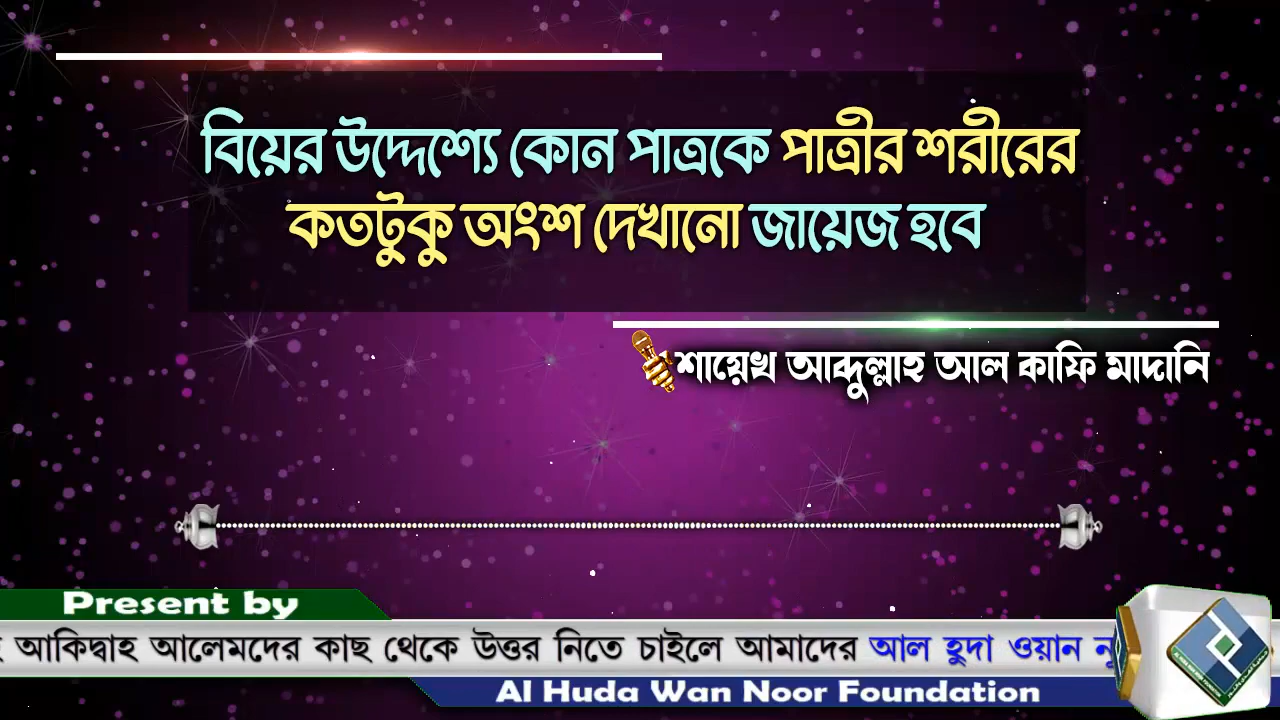 বিয়ের উদ্দেশ্যে কোন পাত্রকে পাত্রীর শরীরের
কতটুকু অংশ দেখানো জায়েজ হবে
শায়েখ আব্দুল্লাহ আল কাফি মাদানি
Present by
আকিদ্বাহ আলেমদের কাছ থেকে উত্তর নিতে চাইলে আমাদের আল হুদা ওয়ান
Al Huda Wan Noor Foundation